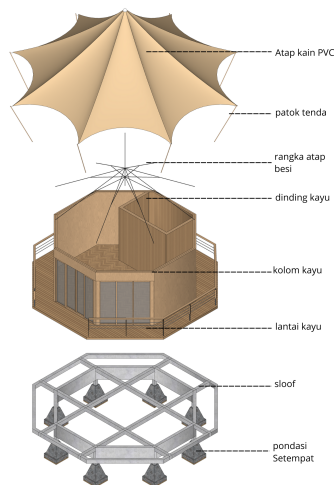 Atap kain PVC
patok tenda
rangka atap
besi
dinding kayu
kolom kayu
lantai kayu
sloof
pondasi
Setempat